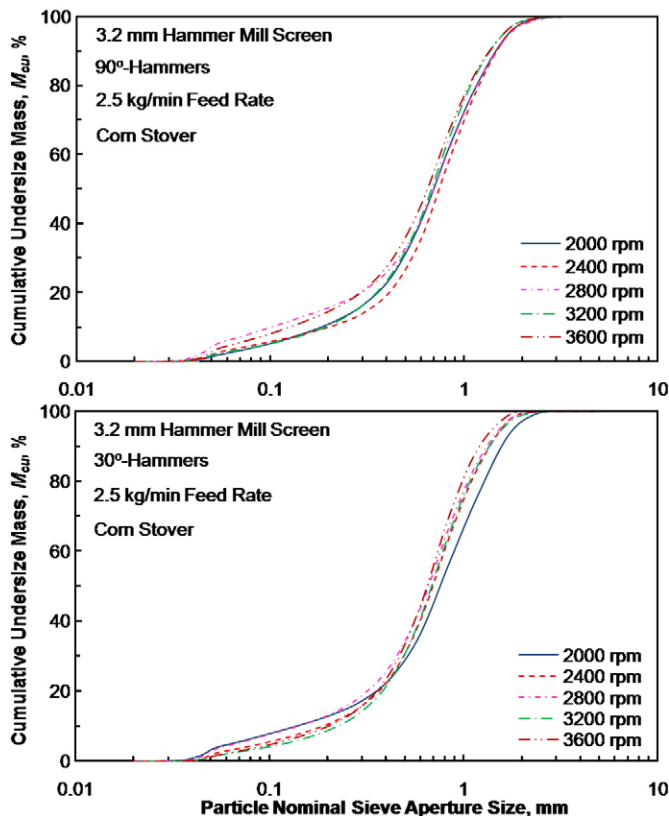 100
80
60
40
20
0
Cumulative Undersize Mass, Mcu, %
3.2 mm Hammer Mill Screen
90º-Hammers
2.5 kg/min Feed Rate
Corn Stover
2000 rpm
2400 rpm
2800 rpm
3200 rpm
3600 rpm
0.01 0.1 1 10
100
80
60
40
20
0
Cumulative Undersize Mass, Mcu, %
3.2 mm Hammer Mill Screen
30º-Hammers
2.5 kg/min Feed Rate
Corn Stover
2000 rpm
2400 rpm
2800 rpm
3200 rpm
3600 rpm
0.01 0.1 1 10
Particle Nominal Sieve Aperture Size, mm